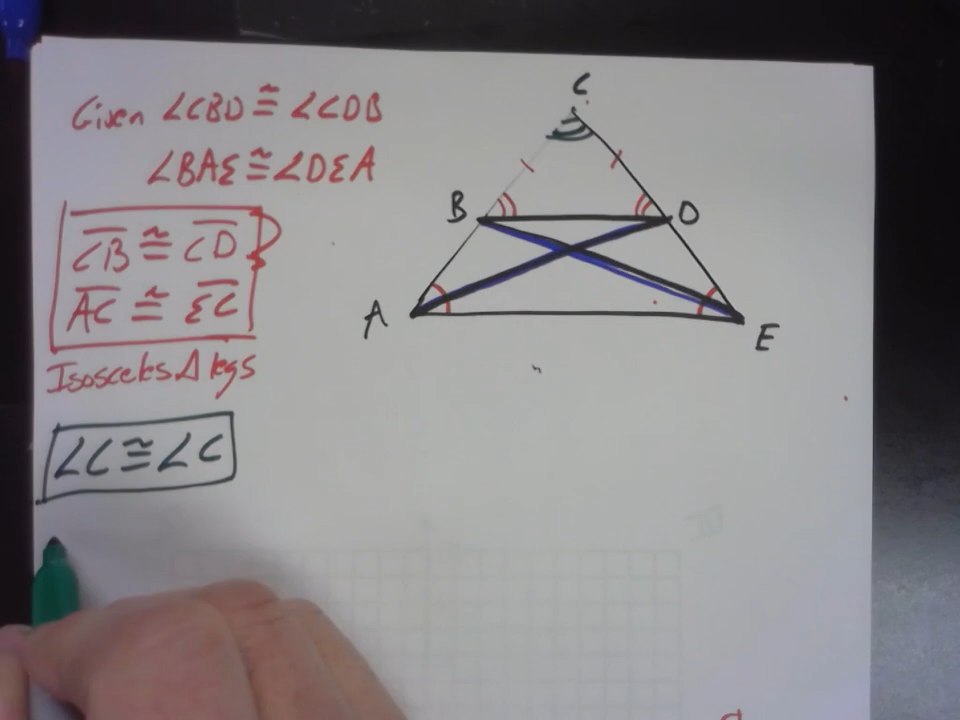 Given ∠CBD ≅ ∠CDB
∠BAE ≅ ∠DEA
CB ≅ CD
AC ≅ EC
Isosceles Δ legs
∠C ≅ ∠C
C
B
D
A
E